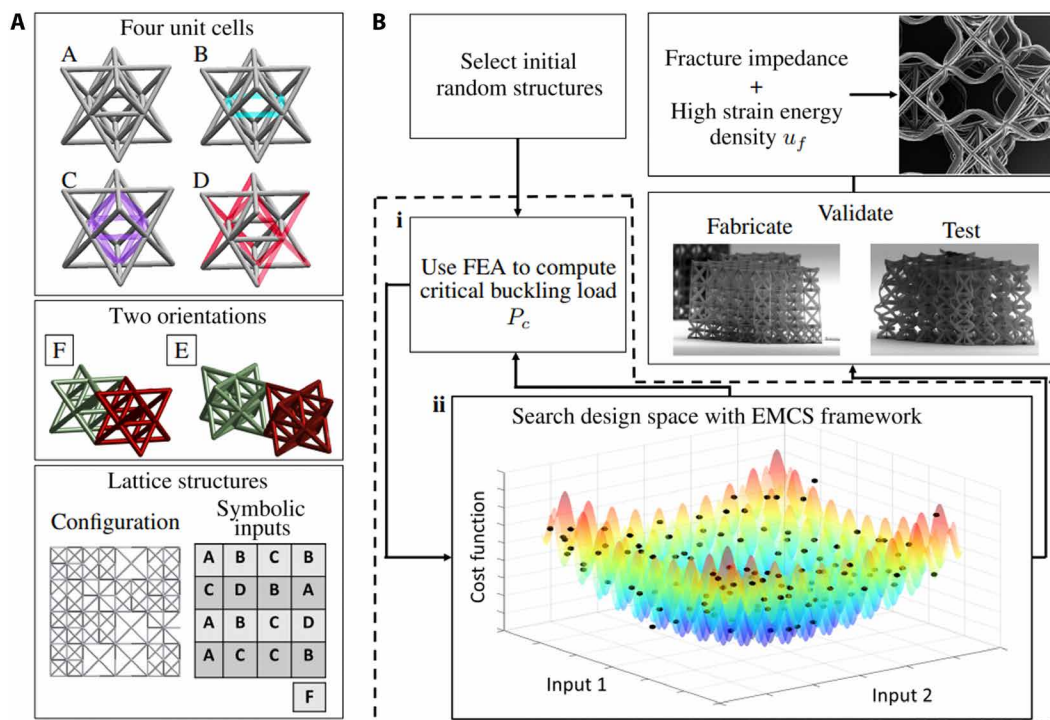 A
Four unit cells
A
B
C
D
Two orientations
F
E
Lattice structures
Configuration
Symbolic
inputs
A B C B
C D B A
A B C D
A C C B
F
B
Select initial
random structures
i
Use FEA to compute
critical buckling load
P_c
Fracture impedance
+
High strain energy
density u_f
Validate
Fabricate
Test
ii
Search design space with EMCS framework
Cost function
Input 1
Input 2